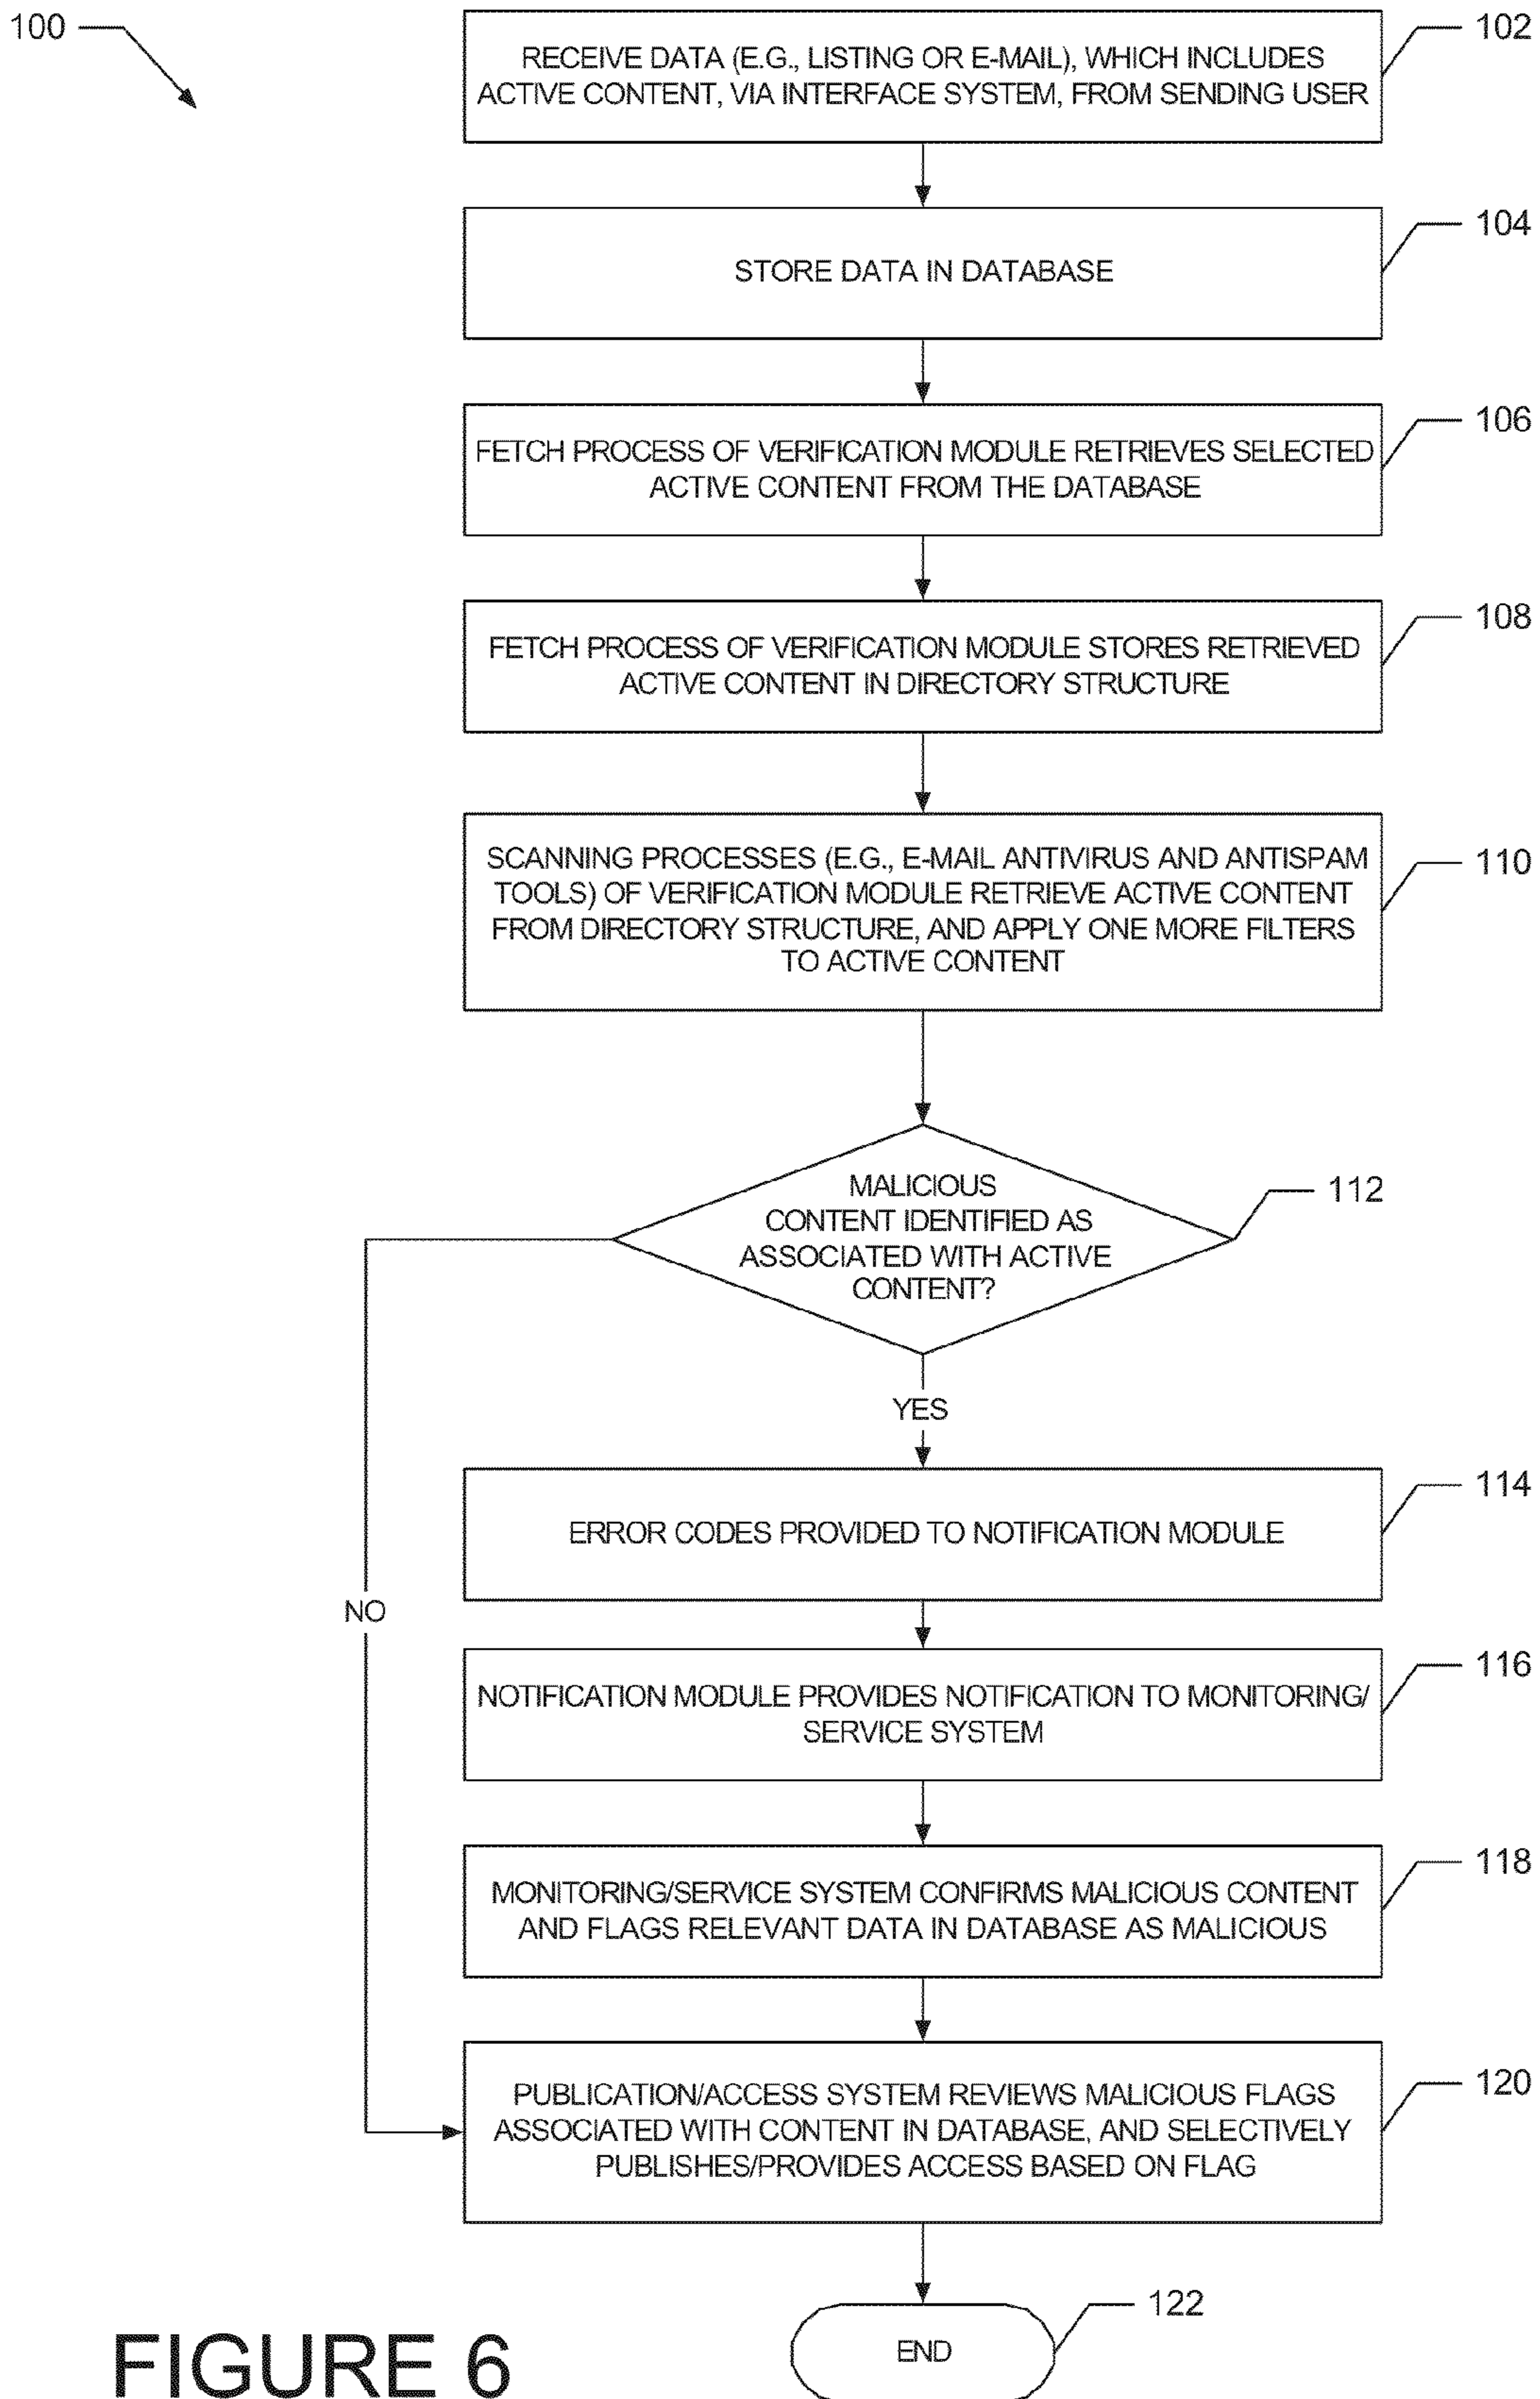 100
102
RECEIVE DATA (E.G., LISTING OR E-MAIL), WHICH INCLUDES
ACTIVE CONTENT, VIA INTERFACE SYSTEM, FROM SENDING USER
104
STORE DATA IN DATABASE
106
FETCH PROCESS OF VERIFICATION MODULE RETRIEVES SELECTED
ACTIVE CONTENT FROM THE DATABASE
108
FETCH PROCESS OF VERIFICATION MODULE STORES RETRIEVED
ACTIVE CONTENT IN DIRECTORY STRUCTURE
110
SCANNING PROCESSES (E.G., E-MAIL ANTIVIRUS AND ANTISPAM
TOOLS) OF VERIFICATION MODULE RETRIEVE ACTIVE CONTENT
FROM DIRECTORY STRUCTURE, AND APPLY ONE MORE FILTERS
TO ACTIVE CONTENT
112
MALICIOUS
CONTENT IDENTIFIED AS
ASSOCIATED WITH ACTIVE
CONTENT?
YES
114
ERROR CODES PROVIDED TO NOTIFICATION MODULE
NO
116
NOTIFICATION MODULE PROVIDES NOTIFICATION TO MONITORING/
SERVICE SYSTEM
118
MONITORING/SERVICE SYSTEM CONFIRMS MALICIOUS CONTENT
AND FLAGS RELEVANT DATA IN DATABASE AS MALICIOUS
120
PUBLICATION/ACCESS SYSTEM REVIEWS MALICIOUS FLAGS
ASSOCIATED WITH CONTENT IN DATABASE, AND SELECTIVELY
PUBLISHES/PROVIDES ACCESS BASED ON FLAG
122
END
FIGURE 6